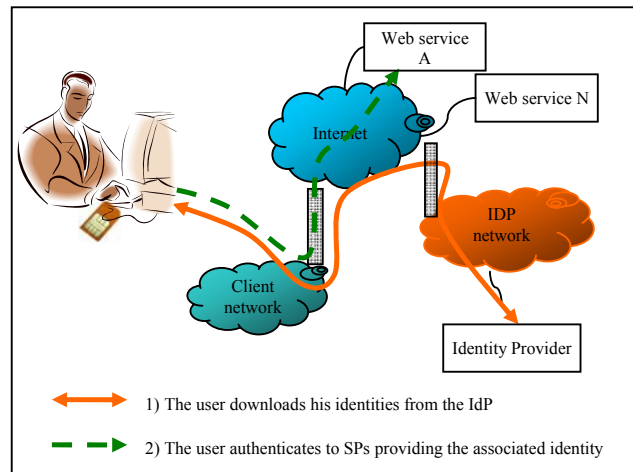 Web service
A
Web service N
Internet
IDP
network
Client
network
Identity Provider
1) The user downloads his identities from the IdP
2) The user authenticates to SPs providing the associated identity